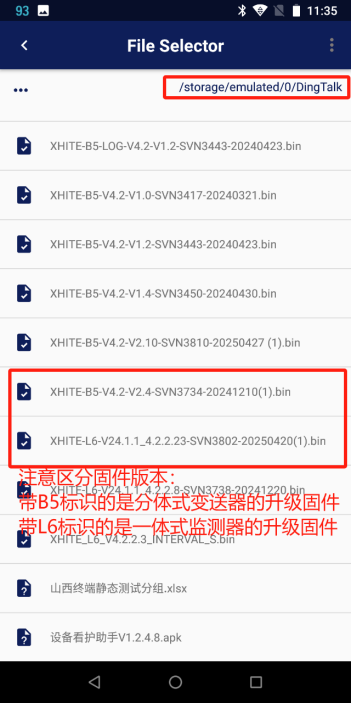 93 11:35
File Selector
••• /storage/emulated/0/DingTalk
XHITE-B5-LOG-V4.2-V1.2-SVN3443-20240423.bin
XHITE-B5-V4.2-V1.0-SVN3417-20240321.bin
XHITE-B5-V4.2-V1.2-SVN3443-20240423.bin
XHITE-B5-V4.2-V1.4-SVN3450-20240430.bin
XHITE-B5-V4.2-V2.10-SVN3810-20250427 (1).bin
XHITE-B5-V4.2-V2.4-SVN3734-20241210(1).bin
XHITE-L6-V24.1.1_4.2.2.23-SVN3802-20250420(1).bin
注意区分固件版本：
XHITE-L6-V24.1.1_4.2.2.8-SVN3738-20241220.bin
带B5标识的是分体式变送器的升级固件
带L6标识的是一体式监测器的升级固件
XHITE_L6_V4.2.2.3_INTERVAL_S.bin
山西终端静态测试分组.xlsx
设备看护助手V1.2.4.8.apk